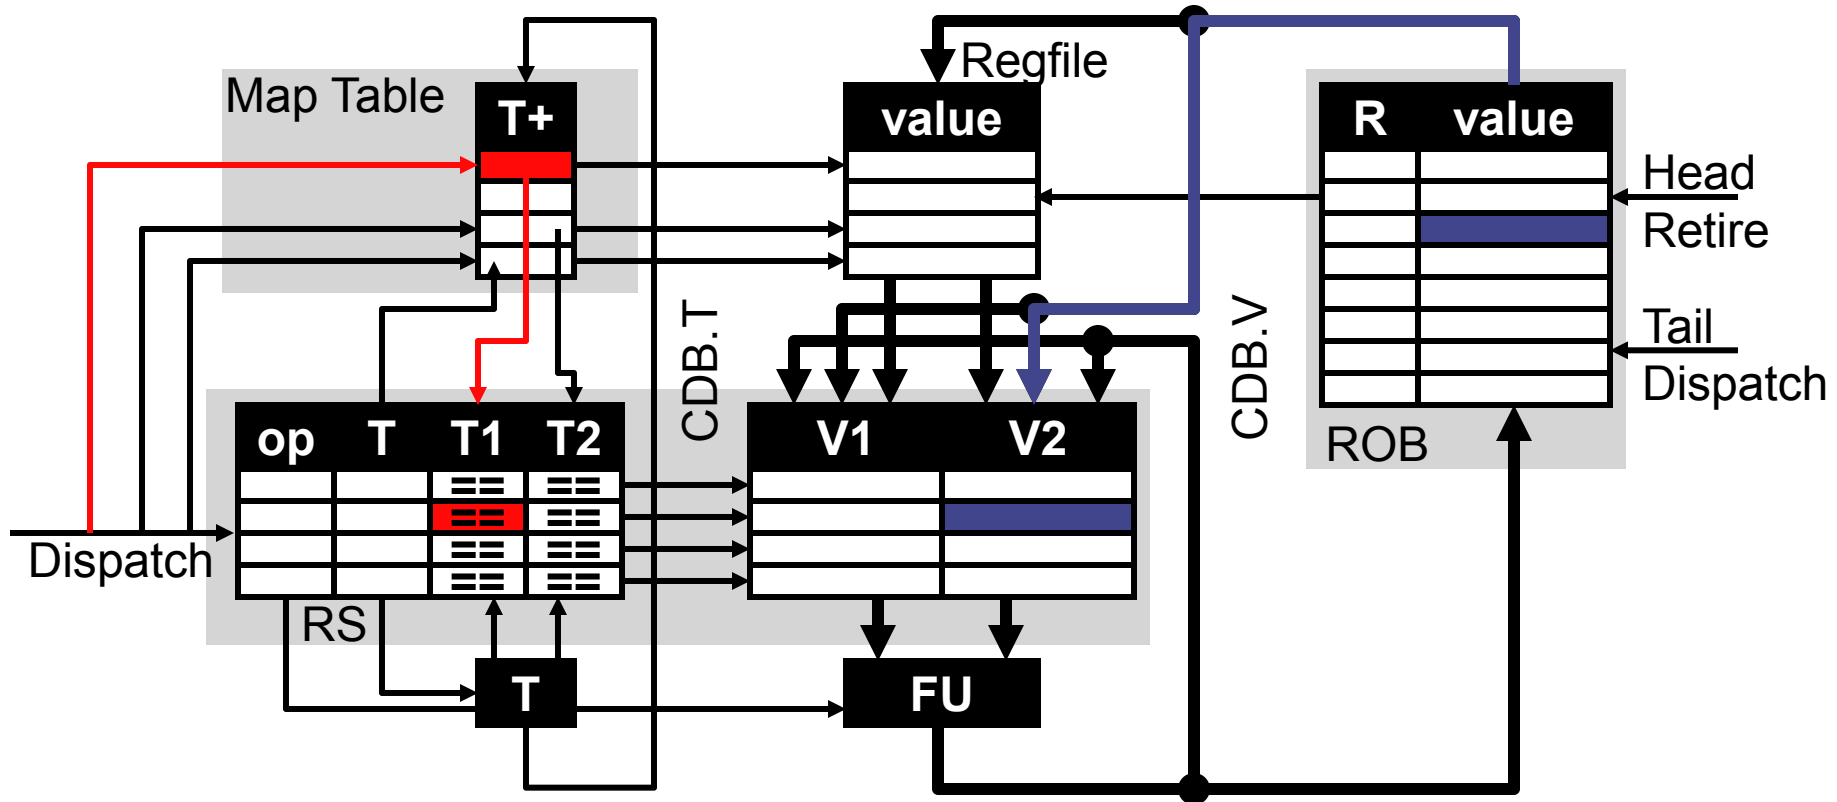 Map Table
T+
Regfile
value
R value
Head
Retire
Tail
Dispatch
ROB
CDB.T
CDB.V
op T T1 T2
V1 V2
== ==
== ==
== ==
== ==
Dispatch
RS
T
FU